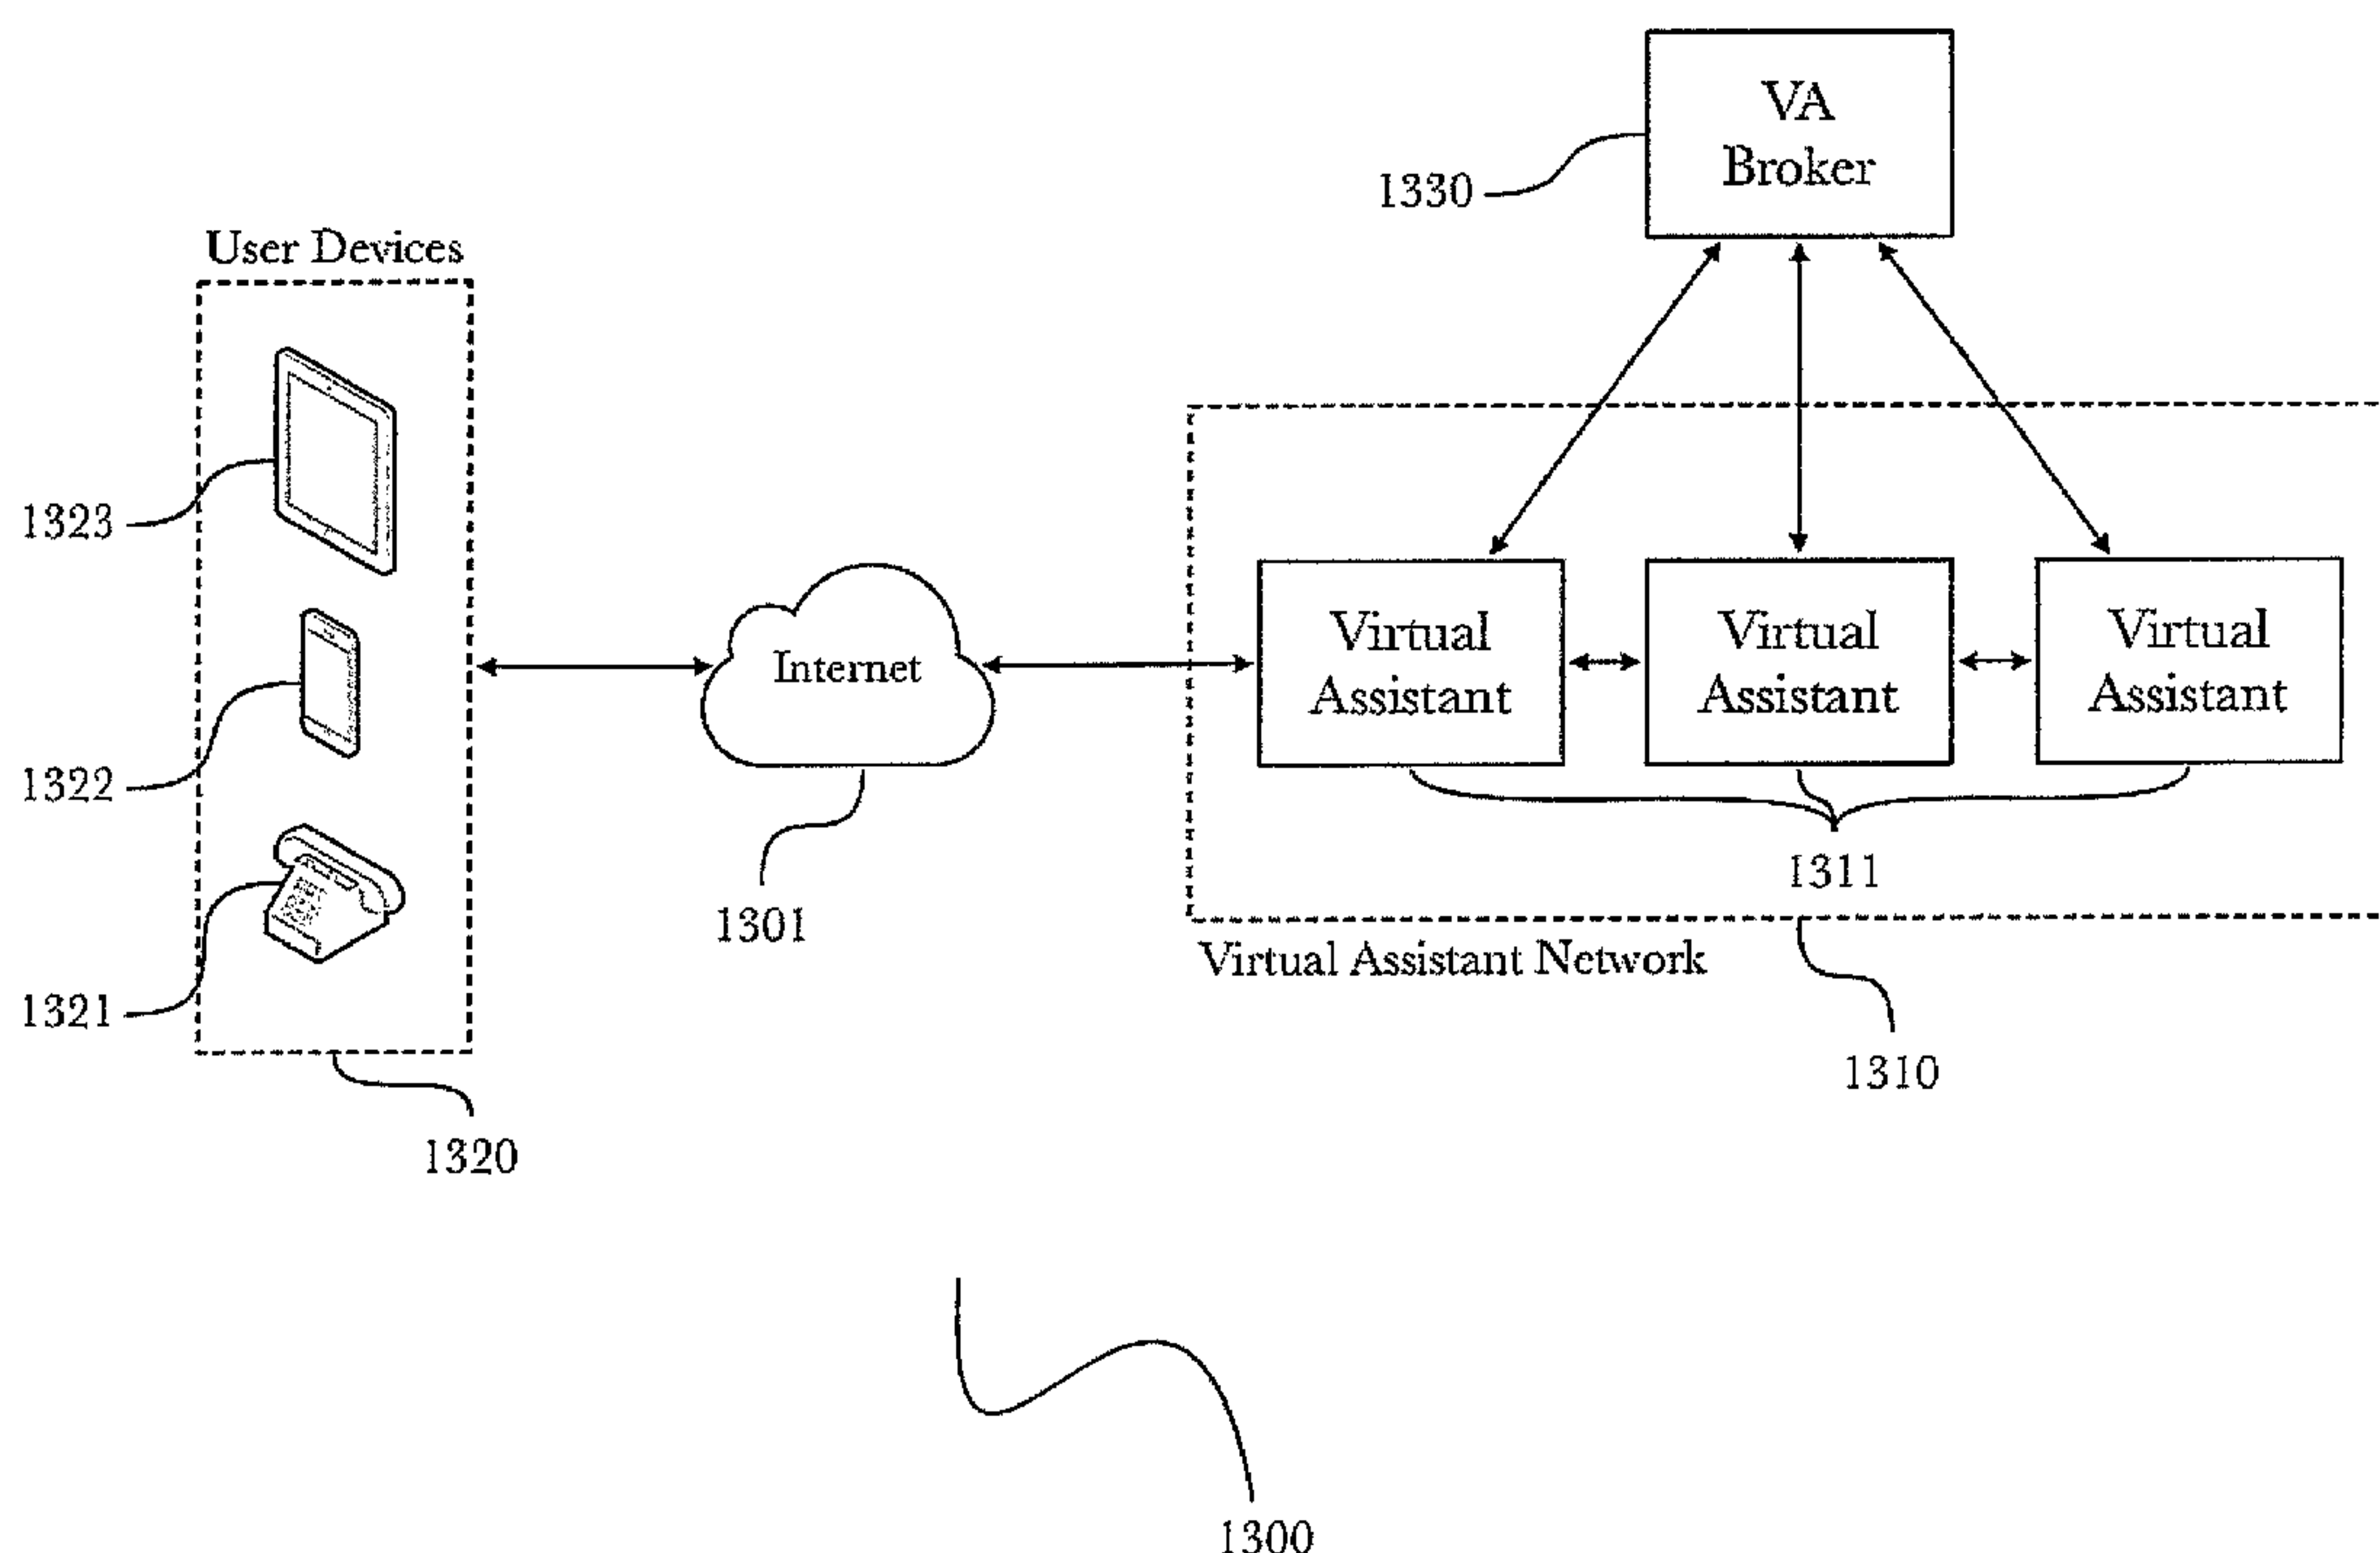 VA
Broker
1330
User Devices
1323
1322
1321
1320
Internet
1301
Virtual
Assistant
Virtual
Assistant
Virtual
Assistant
1311
Virtual Assistant Network
1310
1300